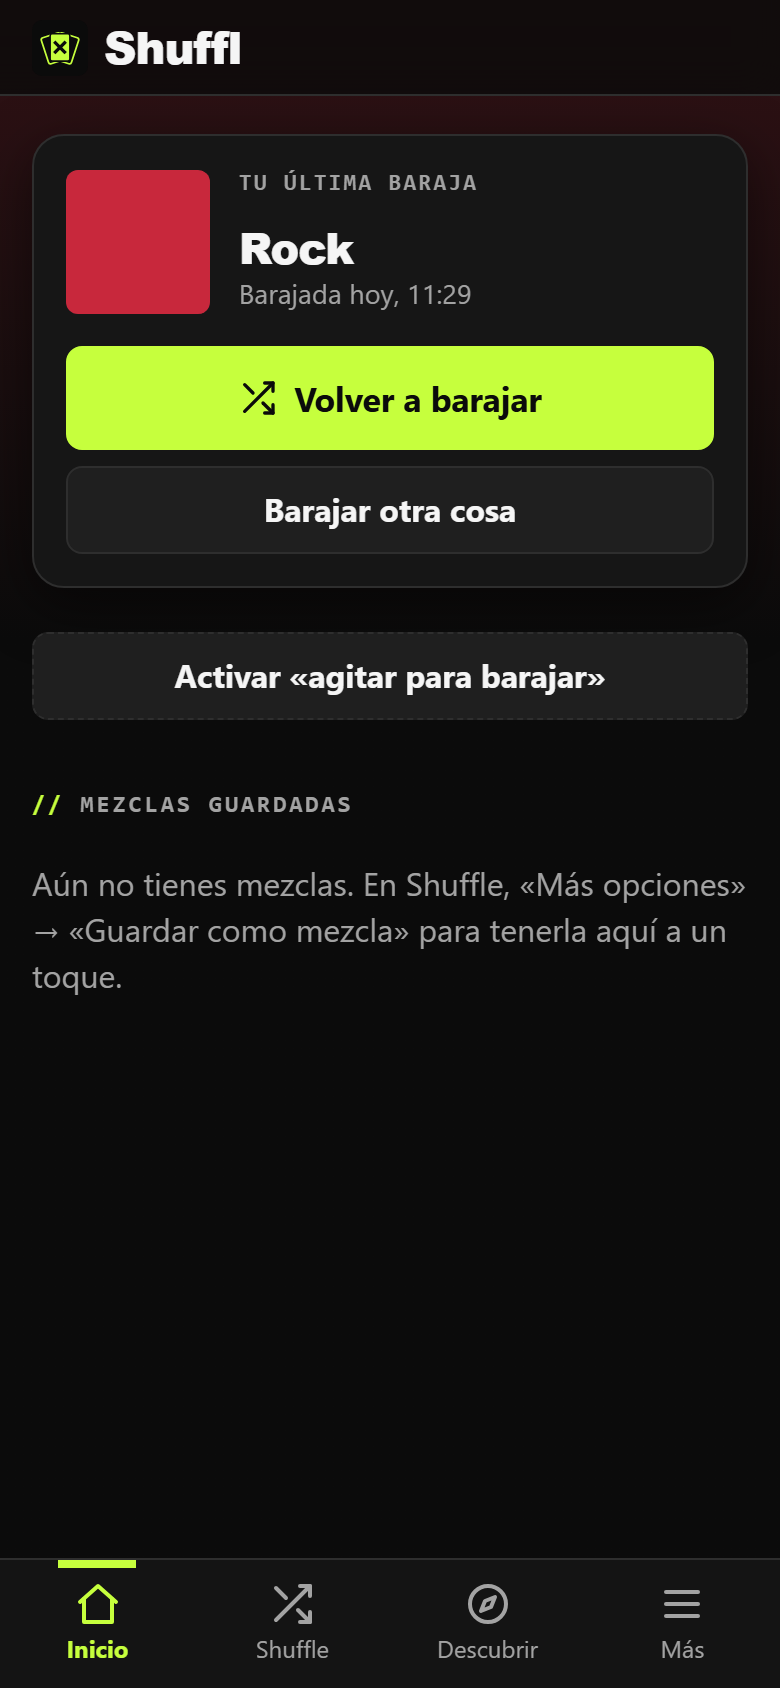 Shuffl
TU ÚLTIMA BARAJA
Rock
Barajada hoy, 11:29
Volver a barajar
Barajar otra cosa
Activar «agitar para barajar»
// MEZCLAS GUARDADAS
Aún no tienes mezclas. En Shuffle, «Más opciones»
→ «Guardar como mezcla» para tenerla aquí a un
toque.
Inicio
Shuffle
Descubrir
Más